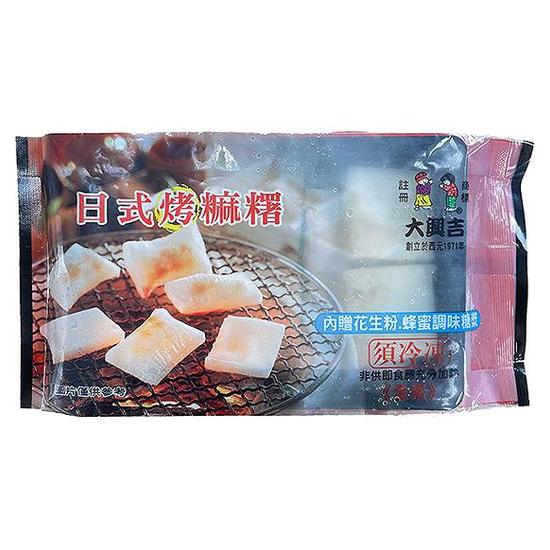 日式烤麻糬
註冊
商標
大興吉
創立於西元1971年
內贈花生粉.蜂蜜調味糖漿
須冷凍
非供即食應充分加熱
圖片僅供參考